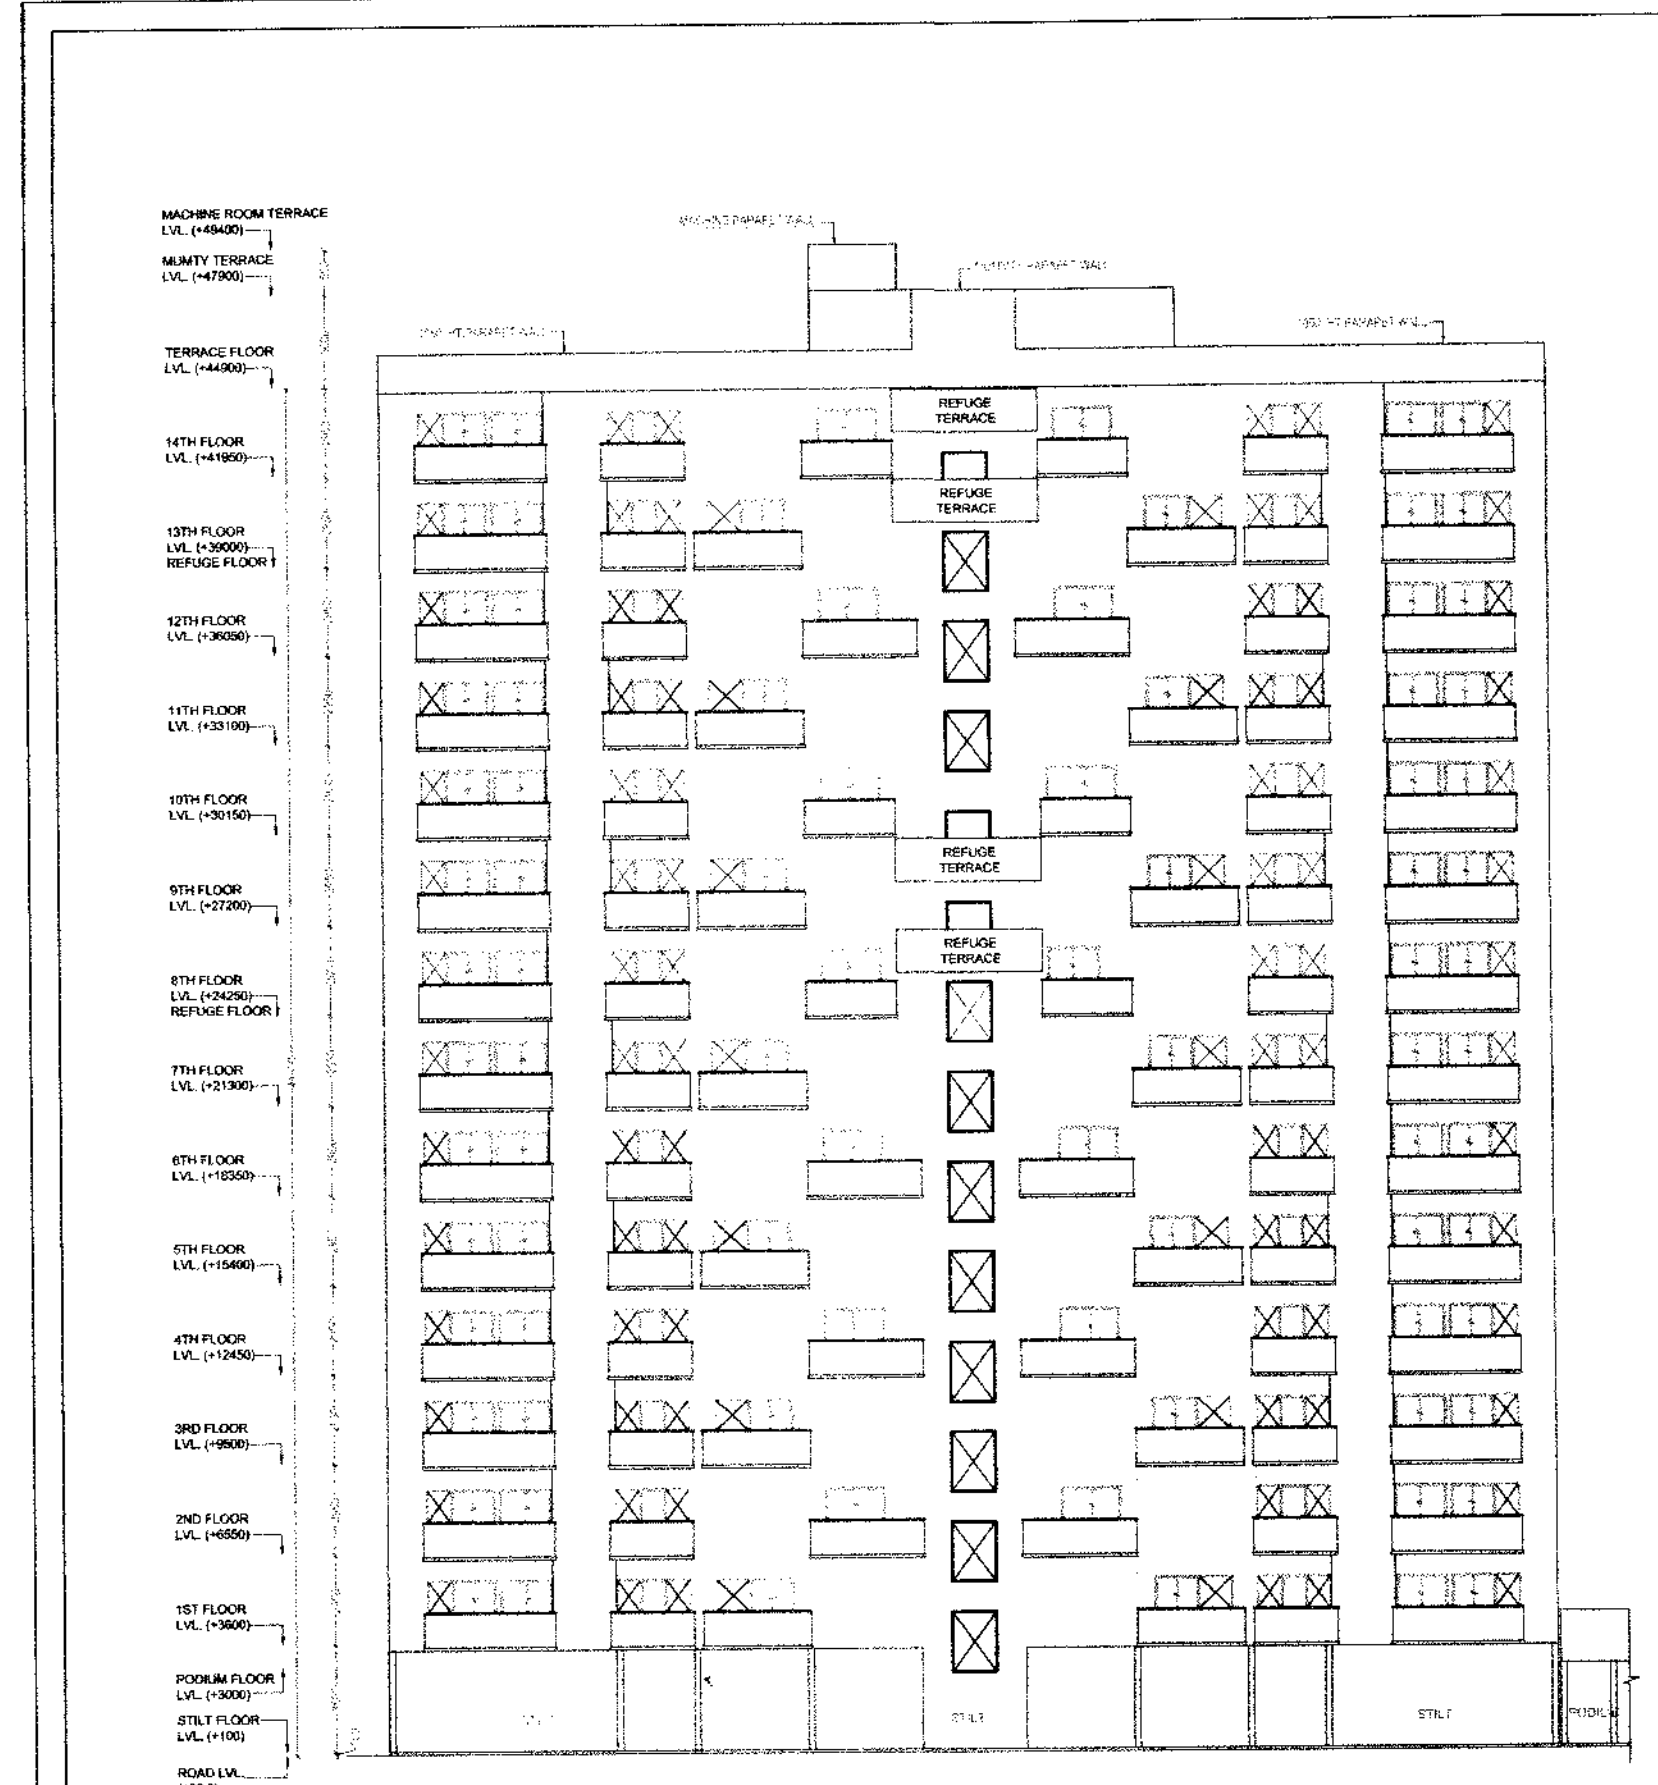 MACHINE ROOM TERRACE
LVL. (+49400)
MUMTY TERRACE
LVL. (+47900)
PARAPET WALL
TERRACE FLOOR
LVL. (+44900)
REFUGE
TERRACE
14TH FLOOR
LVL. (+41950)
REFUGE
TERRACE
13TH FLOOR
LVL. (+39000)
REFUGE FLOOR
12TH FLOOR
LVL. (+36050)
11TH FLOOR
LVL. (+33100)
10TH FLOOR
LVL. (+30150)
REFUGE
TERRACE
9TH FLOOR
LVL. (+27200)
REFUGE
TERRACE
8TH FLOOR
LVL. (+24250)
REFUGE FLOOR
7TH FLOOR
LVL. (+21300)
6TH FLOOR
LVL. (+18350)
5TH FLOOR
LVL. (+15400)
4TH FLOOR
LVL. (+12450)
3RD FLOOR
LVL. (+9500)
2ND FLOOR
LVL. (+6550)
1ST FLOOR
LVL. (+3600)
PODIUM FLOOR
LVL. (+3000)
STILT FLOOR
LVL. (+100)
STILT
STILT
ROAD LVL.